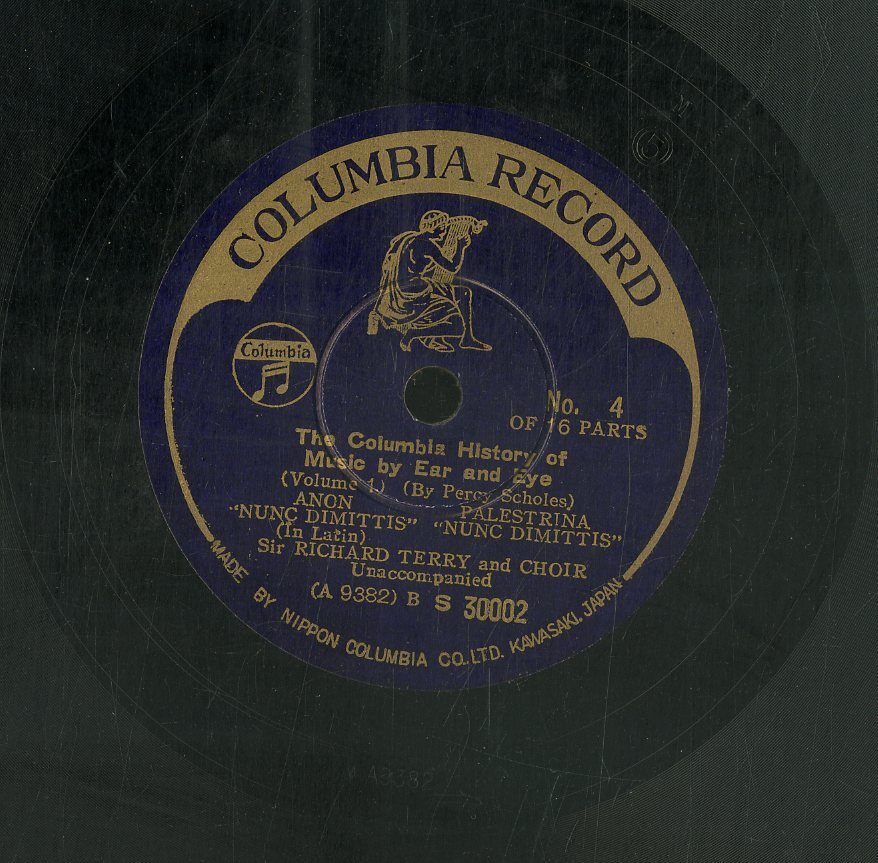 COLUMBIA RECORD
Columbia
No. 4
OF 16 PARTS
The Columbia History of
Music by Ear and Eye
(Volume 1.) (By Percy Scholes)
ANON PALESTRINA
"NUNC DIMITTIS" "NUNC DIMITTIS"
(In Latin)
Sir RICHARD TERRY and CHOIR
Unaccompanied
(A 9382) B S 30002
MADE BY NIPPON COLUMBIA CO., LTD. KAWASAKI, JAPAN
M